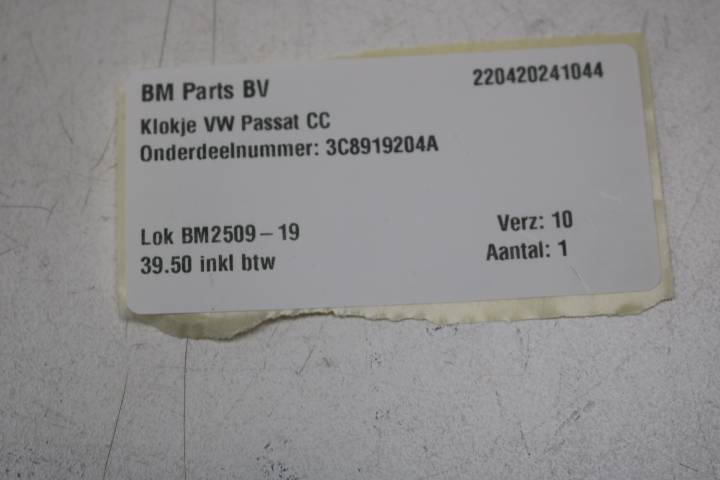 BM Parts BV
220420241044
Klokje VW Passat CC
Onderdeelnummer: 3C8919204A
Lok BM2509-19
Verz: 10
39.50 inkl btw
Aantal: 1